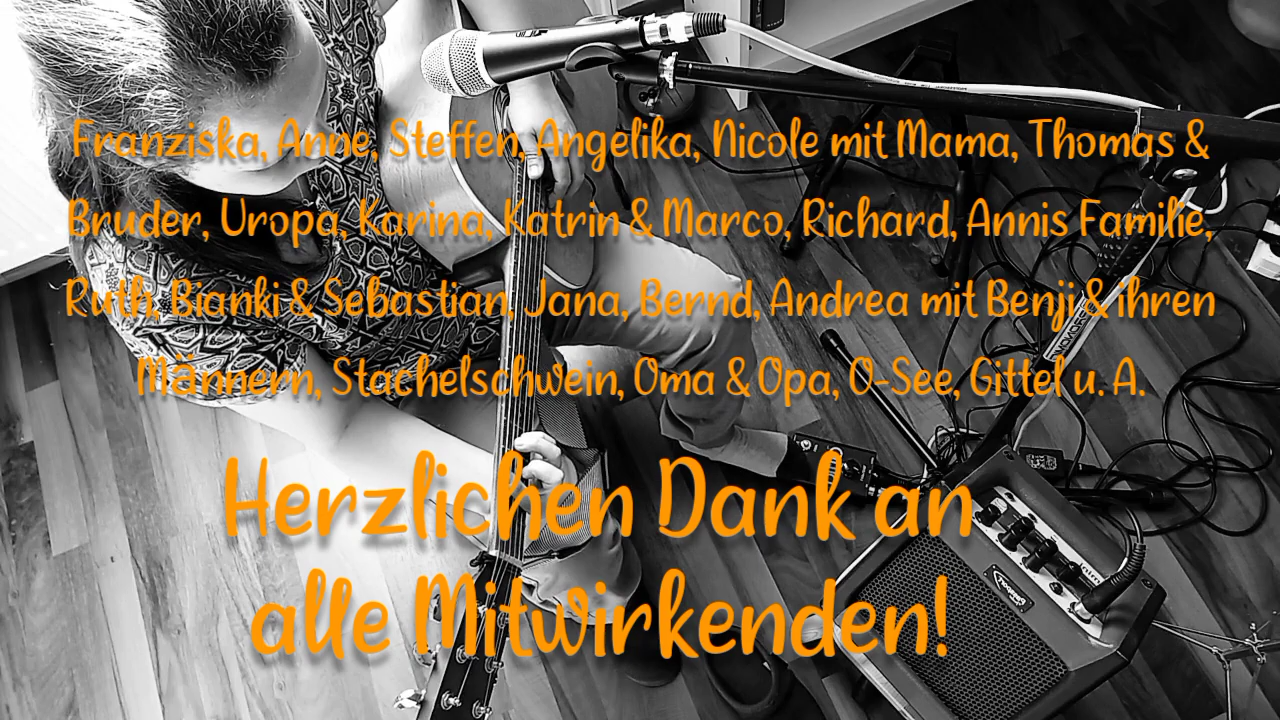 Franziska, Anne, Steffen, Angelika, Nicole mit Mama, Thomas &
Bruder, Uropa, Karina, Katrin & Marco, Richard, Annis Familie,
Ruth, Bianki & Sebastian, Jana, Bernd, Andrea mit Benji & ihren
Männern, Stachelschwein, Oma & Opa, O-See, Gittel u. A.
Herzlichen Dank an
alle Mitwirkenden!